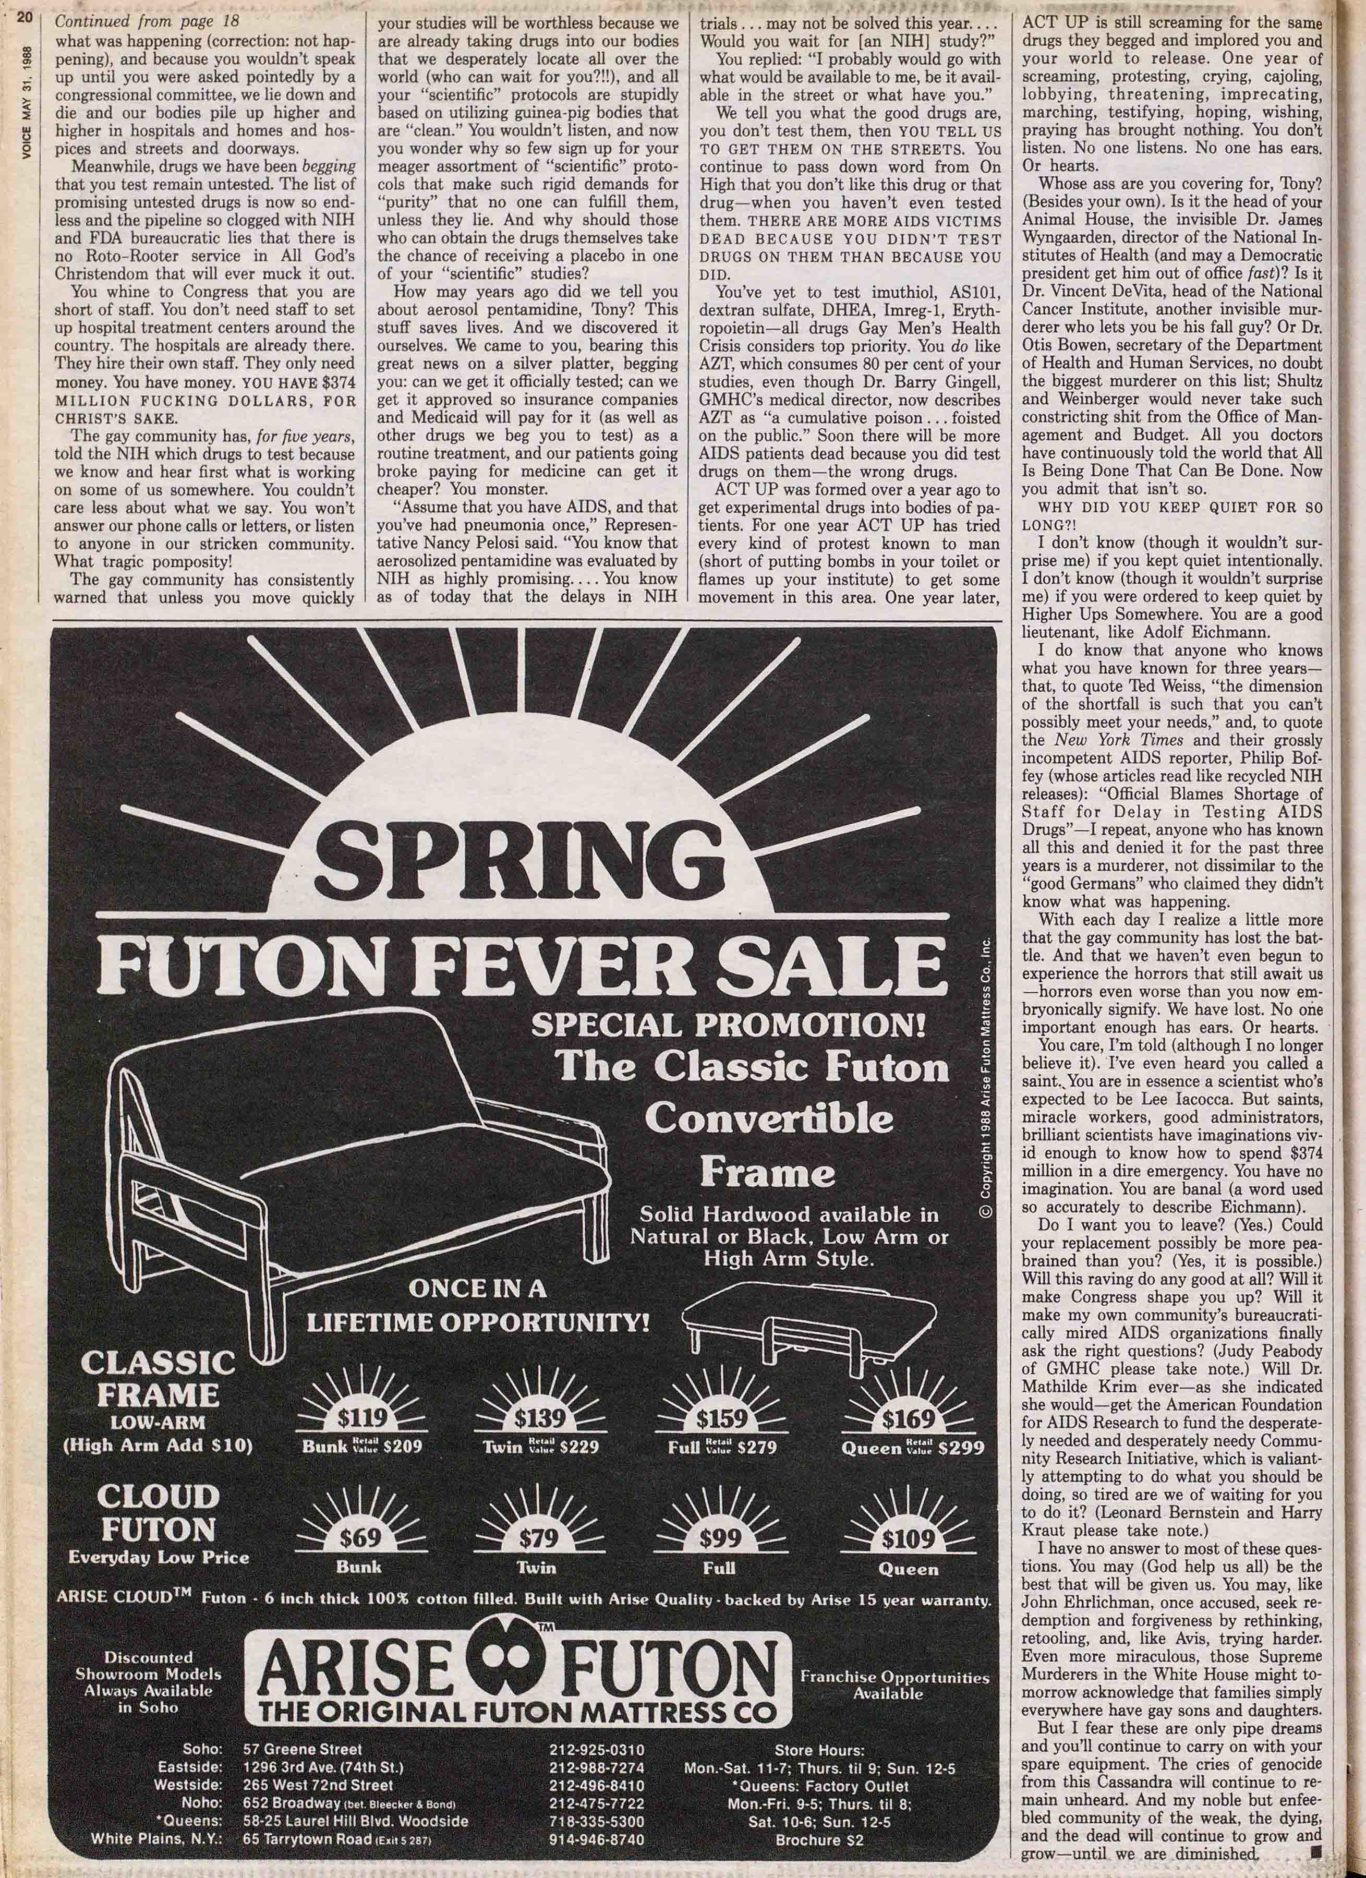 20
VOICE MAY 31, 1988
Continued from page 18
what was happening (correction: not hap-
pening), and because you wouldn't speak
up until you were asked pointedly by a
congressional committee, we lie down and
die and our bodies pile up higher and
higher in hospitals and homes and hos-
pices and streets and doorways.
Meanwhile, drugs we have been begging
that you test remain untested. The list of
promising untested drugs is now so end-
less and the pipeline so clogged with NIH
and FDA bureaucratic lies that there is
no Roto-Rooter service in All God's
Christendom that will ever muck it out.
You whine to Congress that you are
short of staff. You don't need staff to set
up hospital treatment centers around the
country. The hospitals are already there.
They hire their own staff. They only need
money. You have money. YOU HAVE $374
MILLION FUCKING DOLLARS, FOR
CHRIST'S SAKE.
The gay community has, for five years,
told the NIH which drugs to test because
we know and hear first what is working
on some of us somewhere. You couldn't
care less about what we say. You won't
answer our phone calls or letters, or listen
to anyone in our stricken community.
What tragic pomposity!
The gay community has consistently
warned that unless you move quickly
your studies will be worthless because we
are already taking drugs into our bodies
that we desperately locate all over the
world (who can wait for you?!!), and all
your "scientific" protocols are stupidly
based on utilizing guinea-pig bodies that
are "clean." You wouldn't listen, and now
you wonder why so few sign up for your
meager assortment of "scientific" proto-
cols that make such rigid demands for
"purity" that no one can fulfill them,
unless they lie. And why should those
who can obtain the drugs themselves take
the chance of receiving a placebo in one
of your "scientific" studies?
How may years ago did we tell you
about aerosol pentamidine, Tony? This
stuff saves lives. And we discovered it
ourselves. We came to you, bearing this
great news on a silver platter, begging
you: can we get it officially tested; can we
get it approved so insurance companies
and Medicaid will pay for it (as well as
other drugs we beg you to test) as a
routine treatment, and our patients going
broke paying for medicine can get it
cheaper? You monster.
"Assume that you have AIDS, and that
you've had pneumonia once," Represen-
tative Nancy Pelosi said. "You know that
aerosolized pentamidine was evaluated by
NIH as highly promising. . . . You know
as of today that the delays in NIH
trials . . . may not be solved this year. . . .
Would you wait for [an NIH] study?"
You replied: "I probably would go with
what would be available to me, be it avail-
able in the street or what have you."
We tell you what the good drugs are,
you don't test them, then YOU TELL US
TO GET THEM ON THE STREETS. You
continue to pass down word from On
High that you don't like this drug or that
drug—when you haven't even tested
them. THERE ARE MORE AIDS VICTIMS
DEAD BECAUSE YOU DIDN'T TEST
DRUGS ON THEM THAN BECAUSE YOU
DID.
You've yet to test imuthiol, AS101,
dextran sulfate, DHEA, Imreg-1, Eryth-
ropoietin—all drugs Gay Men's Health
Crisis considers top priority. You do like
AZT, which consumes 80 per cent of your
studies, even though Dr. Barry Gingell,
GMHC's medical director, now describes
AZT as "a cumulative poison . . . foisted
on the public." Soon there will be more
AIDS patients dead because you did test
drugs on them—the wrong drugs.
ACT UP was formed over a year ago to
get experimental drugs into bodies of pa-
tients. For one year ACT UP has tried
every kind of protest known to man
(short of putting bombs in your toilet or
flames up your institute) to get some
movement in this area. One year later,
ACT UP is still screaming for the same
drugs they begged and implored you and
your world to release. One year of
screaming, protesting, crying, cajoling,
lobbying, threatening, imprecating,
marching, testifying, hoping, wishing,
praying has brought nothing. You don't
listen. No one listens. No one has ears.
Or hearts.
Whose ass are you covering for, Tony?
(Besides your own). Is it the head of your
Animal House, the invisible Dr. James
Wyngaarden, director of the National In-
stitutes of Health (and may a Democratic
president get him out of office fast)? Is it
Dr. Vincent DeVita, head of the National
Cancer Institute, another invisible mur-
derer who lets you be his fall guy? Or Dr.
Otis Bowen, secretary of the Department
of Health and Human Services, no doubt
the biggest murderer on this list; Shultz
and Weinberger would never take such
constricting shit from the Office of Man-
agement and Budget. All you doctors
have continuously told the world that All
Is Being Done That Can Be Done. Now
you admit that isn't so.
WHY DID YOU KEEP QUIET FOR SO
LONG?!
I don't know (though it wouldn't sur-
prise me) if you kept quiet intentionally.
I don't know (though it wouldn't surprise
me) if you were ordered to keep quiet by
Higher Ups Somewhere. You are a good
lieutenant, like Adolf Eichmann.
I do know that anyone who knows
what you have known for three years—
that, to quote Ted Weiss, "the dimension
of the shortfall is such that you can't
possibly meet your needs," and, to quote
the New York Times and their grossly
incompetent AIDS reporter, Philip Bof-
fey (whose articles read like recycled NIH
releases): "Official Blames Shortage of
Staff for Delay in Testing AIDS
Drugs"—I repeat, anyone who has known
all this and denied it for the past three
years is a murderer, not dissimilar to the
"good Germans" who claimed they didn't
know what was happening.
With each day I realize a little more
that the gay community has lost the bat-
tle. And that we haven't even begun to
experience the horrors that still await us
—horrors even worse than you now em-
bryonically signify. We have lost. No one
important enough has ears. Or hearts.
You care, I'm told (although I no longer
believe it). I've even heard you called a
saint. You are in essence a scientist who's
expected to be Lee Iacocca. But saints,
miracle workers, good administrators,
brilliant scientists have imaginations viv-
id enough to know how to spend $374
million in a dire emergency. You have no
imagination. You are banal (a word used
so accurately to describe Eichmann).
Do I want you to leave? (Yes.) Could
your replacement possibly be more pea-
brained than you? (Yes, it is possible.)
Will this raving do any good at all? Will it
make Congress shape you up? Will it
make my own community's bureaucrati-
cally mired AIDS organizations finally
ask the right questions? (Judy Peabody
of GMHC please take note.) Will Dr.
Mathilde Krim ever—as she indicated
she would—get the American Foundation
for AIDS Research to fund the desperate-
ly needed and desperately needy Commu-
nity Research Initiative, which is valiant-
ly attempting to do what you should be
doing, so tired are we of waiting for you
to do it? (Leonard Bernstein and Harry
Kraut please take note.)
I have no answer to most of these ques-
tions. You may (God help us all) be the
best that will be given us. You may, like
John Ehrlichman, once accused, seek re-
demption and forgiveness by rethinking,
retooling, and, like Avis, trying harder.
Even more miraculous, those Supreme
Murderers in the White House might to-
morrow acknowledge that families simply
everywhere have gay sons and daughters.
But I fear these are only pipe dreams
and you'll continue to carry on with your
spare equipment. The cries of genocide
from this Cassandra will continue to re-
main unheard. And my noble but enfee-
bled community of the weak, the dying,
and the dead will continue to grow and
grow—until we are diminished. ■
SPRING
FUTON FEVER SALE
SPECIAL PROMOTION!
The Classic Futon
Convertible
Frame
Solid Hardwood available in
Natural or Black, Low Arm or
High Arm Style.
© Copyright 1988 Arise Futon Mattress Co., Inc.
ONCE IN A
LIFETIME OPPORTUNITY!
CLASSIC
FRAME
LOW-ARM
(High Arm Add $10)
$119
Bunk Retail Value $209
$139
Twin Retail Value $229
$159
Full Retail Value $279
$169
Queen Retail Value $299
CLOUD
FUTON
Everyday Low Price
$69
Bunk
$79
Twin
$99
Full
$109
Queen
ARISE CLOUD™ Futon - 6 inch thick 100% cotton filled. Built with Arise Quality - backed by Arise 15 year warranty.
Discounted
Showroom Models
Always Available
in Soho
ARISE FUTON TM
THE ORIGINAL FUTON MATTRESS CO
Franchise Opportunities
Available
Soho: 57 Greene Street 212-925-0310
Eastside: 1296 3rd Ave. (74th St.) 212-988-7274
Westside: 265 West 72nd Street 212-496-8410
Noho: 652 Broadway (bet. Bleecker & Bond) 212-475-7722
*Queens: 58-25 Laurel Hill Blvd. Woodside 718-335-5300
White Plains, N.Y.: 65 Tarrytown Road (Exit 5 287) 914-946-8740
Store Hours:
Mon.-Sat. 11-7; Thurs. til 9; Sun. 12-5
*Queens: Factory Outlet
Mon.-Fri. 9-5; Thurs. til 8;
Sat. 10-6; Sun. 12-5
Brochure $2